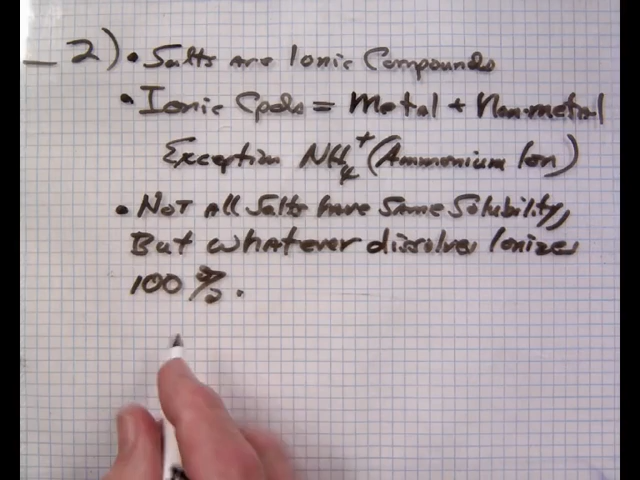 2) • Salts are Ionic Compounds
• Ionic Cpds = Metal + Non-metal
Exception NH₄⁺ (Ammonium Ion)
• Not all Salts have Same Solubility,
But whatever dissolves Ionizes
100%.